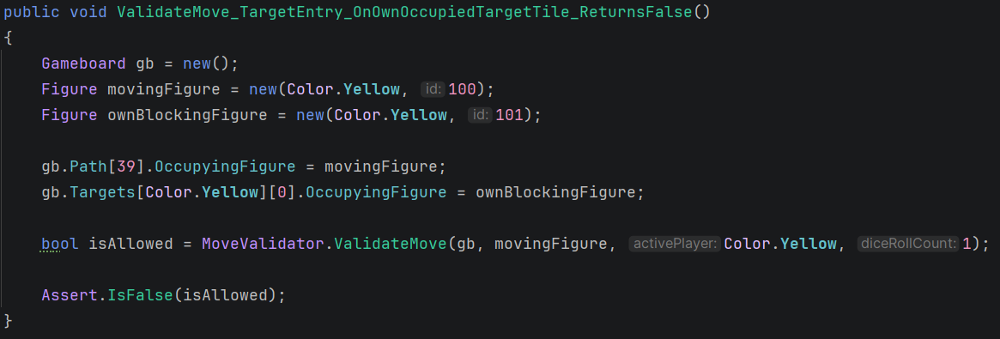 public void ValidateMove_TargetEntry_OnOwnOccupiedTargetTile_ReturnsFalse()
{
    Gameboard gb = new();
    Figure movingFigure = new(Color.Yellow, id: 100);
    Figure ownBlockingFigure = new(Color.Yellow, id: 101);

    gb.Path[39].OccupyingFigure = movingFigure;
    gb.Targets[Color.Yellow][0].OccupyingFigure = ownBlockingFigure;

    bool isAllowed = MoveValidator.ValidateMove(gb, movingFigure, activePlayer: Color.Yellow, diceRollCount: 1);

    Assert.IsFalse(isAllowed);
}